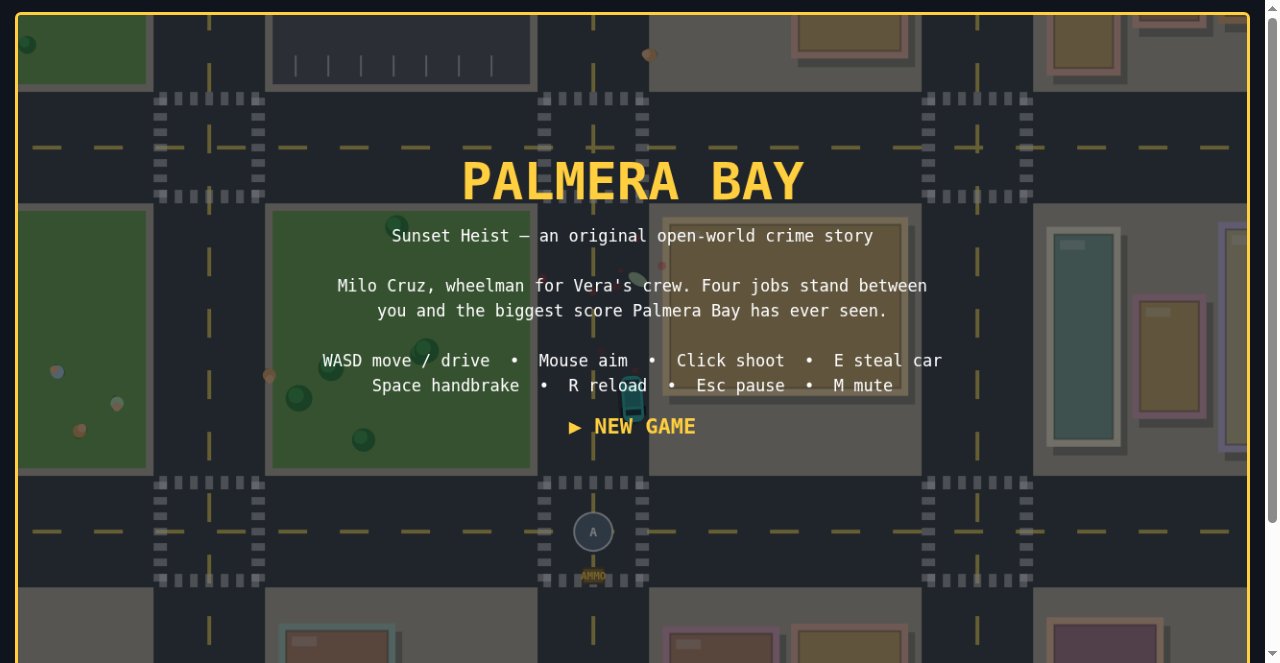 PALMERA BAY
Sunset Heist — an original open-world crime story
Milo Cruz, wheelman for Vera's crew. Four jobs stand between
you and the biggest score Palmera Bay has ever seen.
WASD move / drive • Mouse aim • Click shoot • E steal car
Space handbrake • R reload • Esc pause • M mute
▶ NEW GAME
A
AMMO